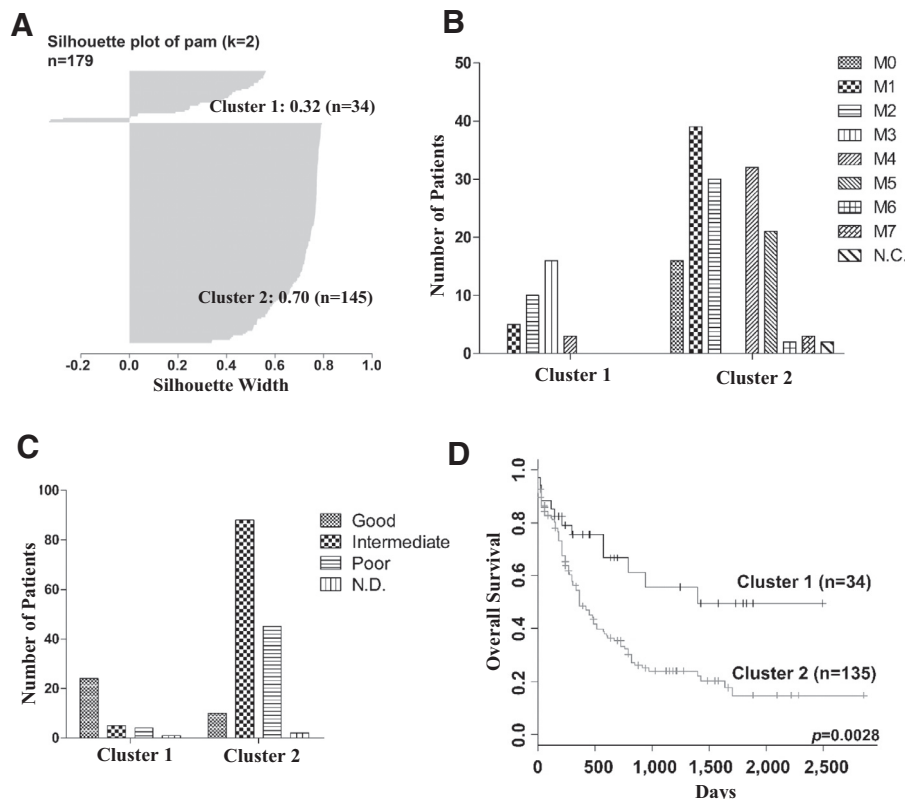 A
Silhouette plot of pam (k=2)
n=179
Cluster 1: 0.32 (n=34)
Cluster 2: 0.70 (n=145)
-0.2 0.0 0.2 0.4 0.6 0.8 1.0
Silhouette Width
B
Number of Patients
50
40
30
20
10
0
Cluster 1 Cluster 2
M0
M1
M2
M3
M4
M5
M6
M7
N.C.
C
Number of Patients
100
80
60
40
20
0
Cluster 1 Cluster 2
Good
Intermediate
Poor
N.D.
D
Overall Survival
1.0
0.8
0.6
0.4
0.2
0.0
Cluster 1 (n=34)
Cluster 2 (n=135)
p=0.0028
0 500 1,000 1,500 2,000 2,500
Days